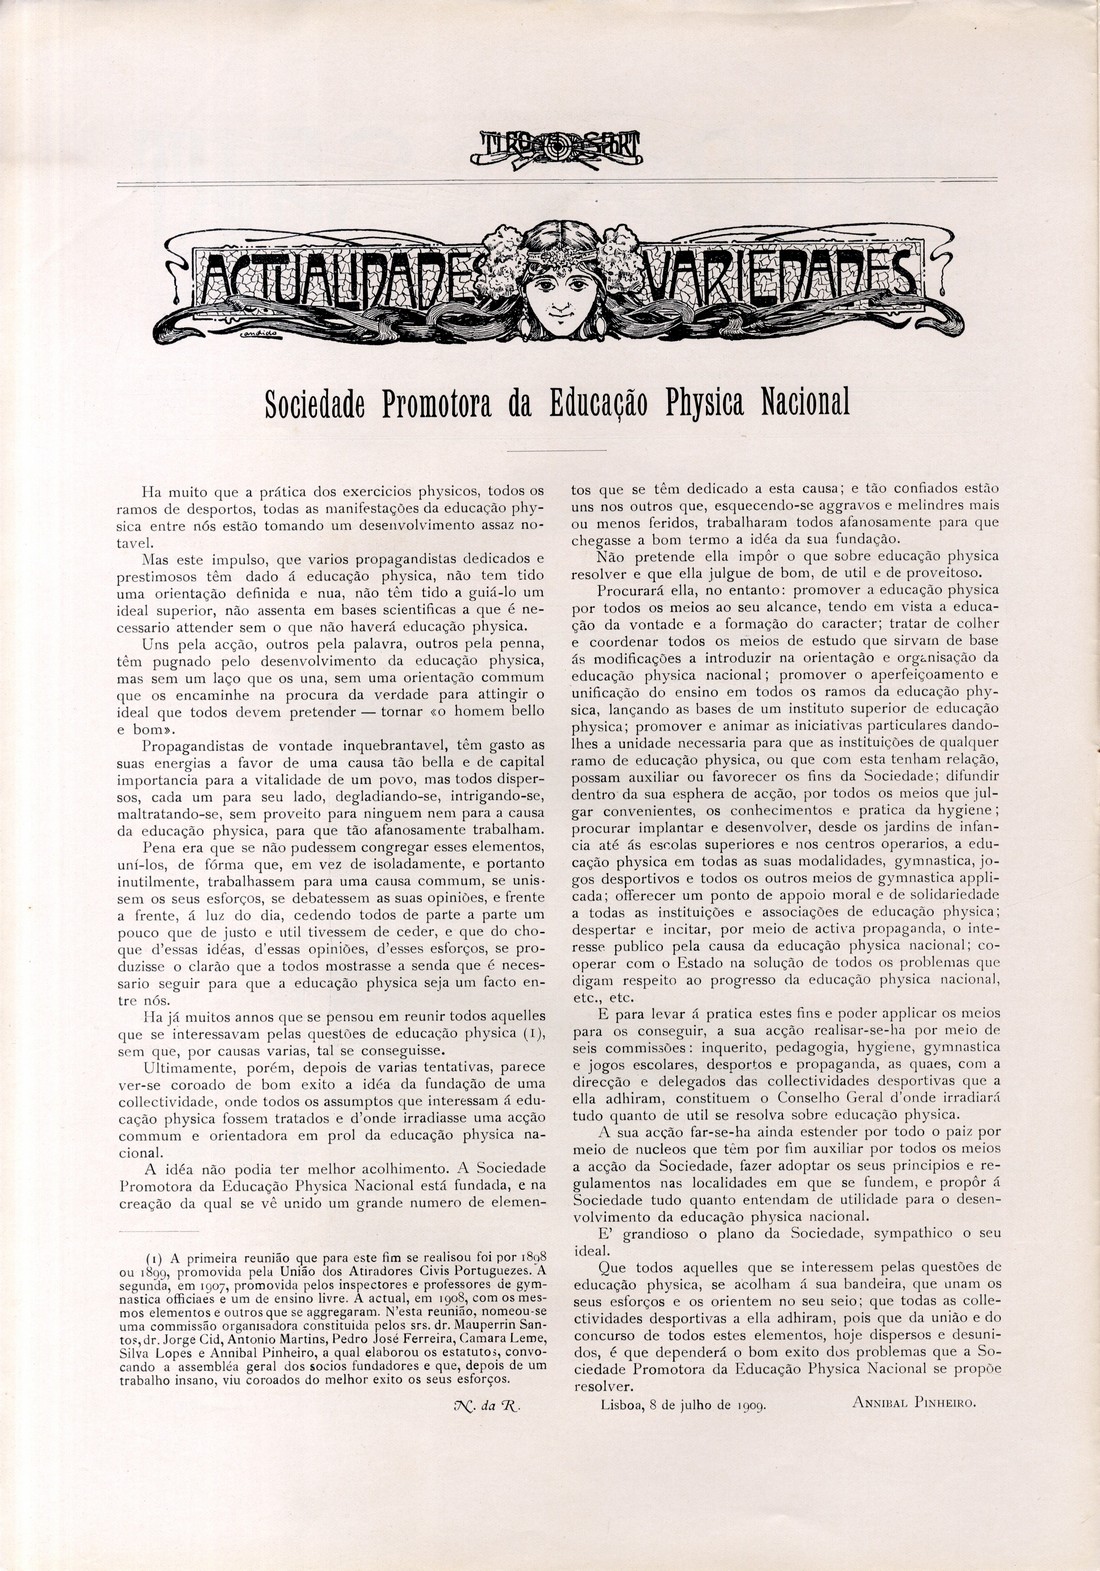 TIRO SPORT
ACTUALIDADES VARIEDADES
candido
Sociedade Promotora da Educação Physica Nacional
Ha muito que a prática dos exercicios physicos, todos os
ramos de desportos, todas as manifestações da educação phy-
sica entre nós estão tomando um desenvolvimento assaz no-
tavel.
Mas este impulso, que varios propagandistas dedicados e
prestimosos têm dado á educação physica, não tem tido
uma orientação definida e nua, não têm tido a guiá-lo um
ideal superior, não assenta em bases scientificas a que é ne-
cessario attender sem o que não haverá educação physica.
Uns pela acção, outros pela palavra, outros pela penna,
têm pugnado pelo desenvolvimento da educação physica,
mas sem um laço que os una, sem uma orientação commum
que os encaminhe na procura da verdade para attingir o
ideal que todos devem pretender — tornar «o homem bello
e bom».
Propagandistas de vontade inquebrantavel, têm gasto as
suas energias a favor de uma causa tão bella e de capital
importancia para a vitalidade de um povo, mas todos disper-
sos, cada um para seu lado, degladiando-se, intrigando-se,
maltratando-se, sem proveito para ninguem nem para a causa
da educação physica, para que tão afanosamente trabalham.
Pena era que se não pudessem congregar esses elementos,
uní-los, de fórma que, em vez de isoladamente, e portanto
inutilmente, trabalhassem para uma causa commum, se unis-
sem os seus esforços, se debatessem as suas opiniões, e frente
a frente, á luz do dia, cedendo todos de parte a parte um
pouco que de justo e util tivessem de ceder, e que do cho-
que d'essas idéas, d'essas opiniões, d'esses esforços, se pro-
duzisse o clarão que a todos mostrasse a senda que é neces-
sario seguir para que a educação physica seja um facto en-
tre nós.
Ha já muitos annos que se pensou em reunir todos aquelles
que se interessavam pelas questões de educação physica (1),
sem que, por causas varias, tal se conseguisse.
Ultimamente, porém, depois de varias tentativas, parece
ver-se coroado de bom exito a idéa da fundação de uma
collectividade, onde todos os assumptos que interessam á edu-
cação physica fossem tratados e d'onde irradiasse uma acção
commum e orientadora em prol da educação physica na-
cional.
A idéa não podia ter melhor acolhimento. A Sociedade
Promotora da Educação Physica Nacional está fundada, e na
creação da qual se vê unido um grande numero de elemen-
(1) A primeira reunião que para este fim se realisou foi por 1898
ou 1899, promovida pela União dos Atiradores Civis Portuguezes. A
segunda, em 1907, promovida pelos inspectores e professores de gym-
nastica officiaes e um de ensino livre. A actual, em 1908, com os mes-
mos elementos e outros que se aggregaram. N'esta reunião, nomeou-se
uma commissão organisadora constituida pelos srs. dr. Mauperrin San-
tos, dr. Jorge Cid, Antonio Martins, Pedro José Ferreira, Camara Leme,
Silva Lopes e Annibal Pinheiro, a qual elaborou os estatutos, convo-
cando a assembléa geral dos socios fundadores e que, depois de um
trabalho insano, viu coroados do melhor exito os seus esforços.
N. da R.
tos que se têm dedicado a esta causa; e tão confiados estão
uns nos outros que, esquecendo-se aggravos e melindres mais
ou menos feridos, trabalharam todos afanosamente para que
chegasse a bom termo a idéa da sua fundação.
Não pretende ella impôr o que sobre educação physica
resolver e que ella julgue de bom, de util e de proveitoso.
Procurará ella, no entanto: promover a educação physica
por todos os meios ao seu alcance, tendo em vista a educa-
ção da vontade e a formação do caracter; tratar de colher
e coordenar todos os meios de estudo que sirvam de base
ás modificações a introduzir na orientação e organisação da
educação physica nacional; promover o aperfeiçoamento e
unificação do ensino em todos os ramos da educação phy-
sica, lançando as bases de um instituto superior de educação
physica; promover e animar as iniciativas particulares dando-
lhes a unidade necessaria para que as instituições de qualquer
ramo de educação physica, ou que com esta tenham relação,
possam auxiliar ou favorecer os fins da Sociedade; difundir
dentro da sua esphera de acção, por todos os meios que jul-
gar convenientes, os conhecimentos e pratica da hygiene;
procurar implantar e desenvolver, desde os jardins de infan-
cia até ás escolas superiores e nos centros operarios, a edu-
cação physica em todas as suas modalidades, gymnastica, jo-
gos desportivos e todos os outros meios de gymnastica appli-
cada; offerecer um ponto de appoio moral e de solidariedade
a todas as instituições e associações de educação physica;
despertar e incitar, por meio de activa propaganda, o inte-
resse publico pela causa da educação physica nacional; co-
operar com o Estado na solução de todos os problemas que
digam respeito ao progresso da educação physica nacional,
etc., etc.
E para levar á pratica estes fins e poder applicar os meios
para os conseguir, a sua acção realisar-se-ha por meio de
seis commissões: inquerito, pedagogia, hygiene, gymnastica
e jogos escolares, desportos e propaganda, as quaes, com a
direcção e delegados das collectividades desportivas que a
ella adhiram, constituem o Conselho Geral d'onde irradiará
tudo quanto de util se resolva sobre educação physica.
A sua acção far-se-ha ainda estender por todo o paiz por
meio de nucleos que têm por fim auxiliar por todos os meios
a acção da Sociedade, fazer adoptar os seus principios e re-
gulamentos nas localidades em que se fundem, e propôr á
Sociedade tudo quanto entendam de utilidade para o desen-
volvimento da educação physica nacional.
E' grandioso o plano da Sociedade, sympathico o seu
ideal.
Que todos aquelles que se interessem pelas questões de
educação physica, se acolham á sua bandeira, que unam os
seus esforços e os orientem no seu seio; que todas as colle-
ctividades desportivas a ella adhiram, pois que da união e do
concurso de todos estes elementos, hoje dispersos e desuni-
dos, é que dependerá o bom exito dos problemas que a So-
ciedade Promotora da Educação Physica Nacional se propõe
resolver.
Lisboa, 8 de julho de 1909. ANNIBAL PINHEIRO.